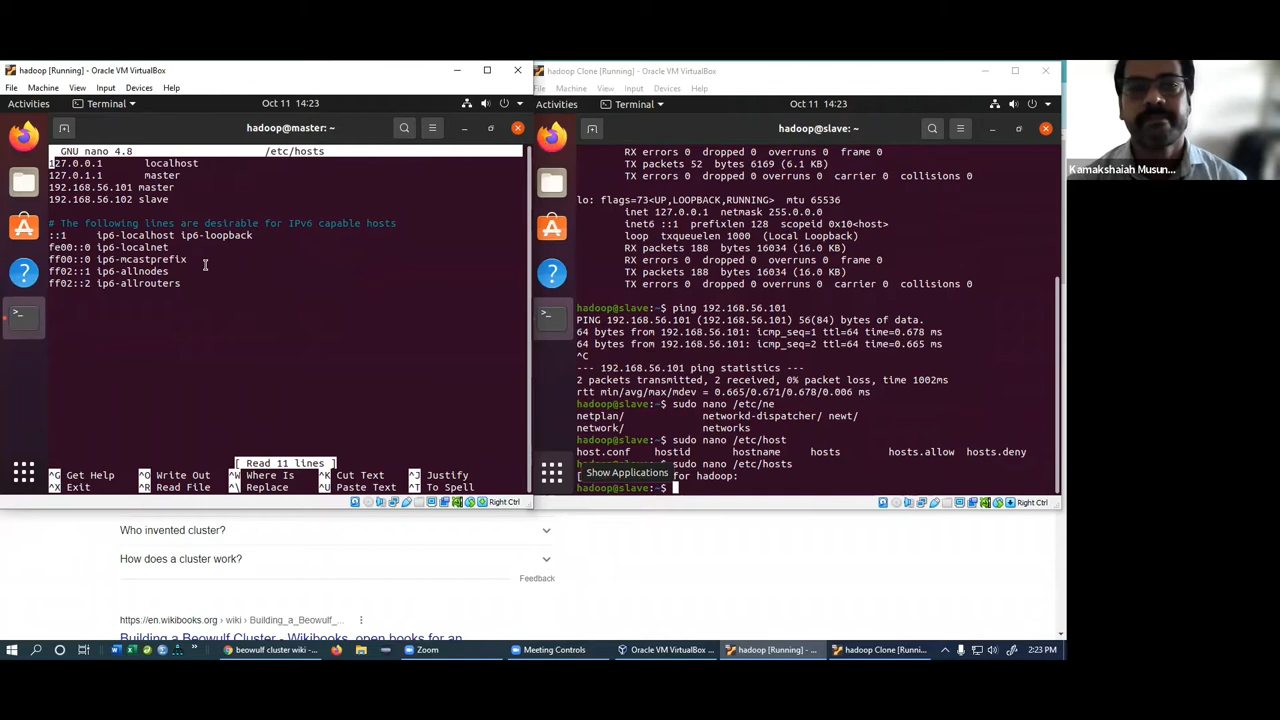 hadoop [Running] - Oracle VM VirtualBox
File Machine View Input Devices Help
Activities Terminal Oct 11 14:23
hadoop@master: ~
GNU nano 4.8 /etc/hosts
127.0.0.1 localhost
127.0.1.1 master
192.168.56.101 master
192.168.56.102 slave
# The following lines are desirable for IPv6 capable hosts
::1 ip6-localhost ip6-loopback
fe00::0 ip6-localnet
ff00::0 ip6-mcastprefix
ff02::1 ip6-allnodes
ff02::2 ip6-allrouters
[ Read 11 lines ]
^G Get Help ^O Write Out ^W Where Is ^K Cut Text ^J Justify
^X Exit ^R Read File ^\ Replace ^U Paste Text ^T To Spell
Right Ctrl
hadoop Clone [Running] - Oracle VM VirtualBox
File Machine View Input Devices Help
Activities Terminal Oct 11 14:23
hadoop@slave: ~
RX errors 0 dropped 0 overruns 0 frame 0
TX packets 52 bytes 6169 (6.1 KB)
TX errors 0 dropped 0 overruns 0 carrier 0 collisions 0
lo: flags=73<UP,LOOPBACK,RUNNING> mtu 65536
inet 127.0.0.1 netmask 255.0.0.0
inet6 ::1 prefixlen 128 scopeid 0x10<host>
loop txqueuelen 1000 (Local Loopback)
RX packets 188 bytes 16034 (16.0 KB)
RX errors 0 dropped 0 overruns 0 frame 0
TX packets 188 bytes 16034 (16.0 KB)
TX errors 0 dropped 0 overruns 0 carrier 0 collisions 0
hadoop@slave:~$ ping 192.168.56.101
PING 192.168.56.101 (192.168.56.101) 56(84) bytes of data.
64 bytes from 192.168.56.101: icmp_seq=1 ttl=64 time=0.678 ms
64 bytes from 192.168.56.101: icmp_seq=2 ttl=64 time=0.665 ms
^C
--- 192.168.56.101 ping statistics ---
2 packets transmitted, 2 received, 0% packet loss, time 1002ms
rtt min/avg/max/mdev = 0.665/0.671/0.678/0.006 ms
hadoop@slave:~$ sudo nano /etc/ne
netplan/ networkd-dispatcher/ newt/
network/ networks
hadoop@slave:~$ sudo nano /etc/host
host.conf hostid hostname hosts hosts.allow hosts.deny
hadoop@slave:~$ sudo nano /etc/hosts
[ Show Applications for hadoop:
hadoop@slave:~$
Right Ctrl
Kamakshaiah Musun...
Who invented cluster?
How does a cluster work?
Feedback
https://en.wikibooks.org › wiki › Building_a_Beowulf_...
Building a Beowulf Cluster - Wikibooks, open books for an
beowulf cluster wiki - ... Zoom Meeting Controls Oracle VM VirtualBox ... hadoop [Running] - ... hadoop Clone [Runni... 2:23 PM